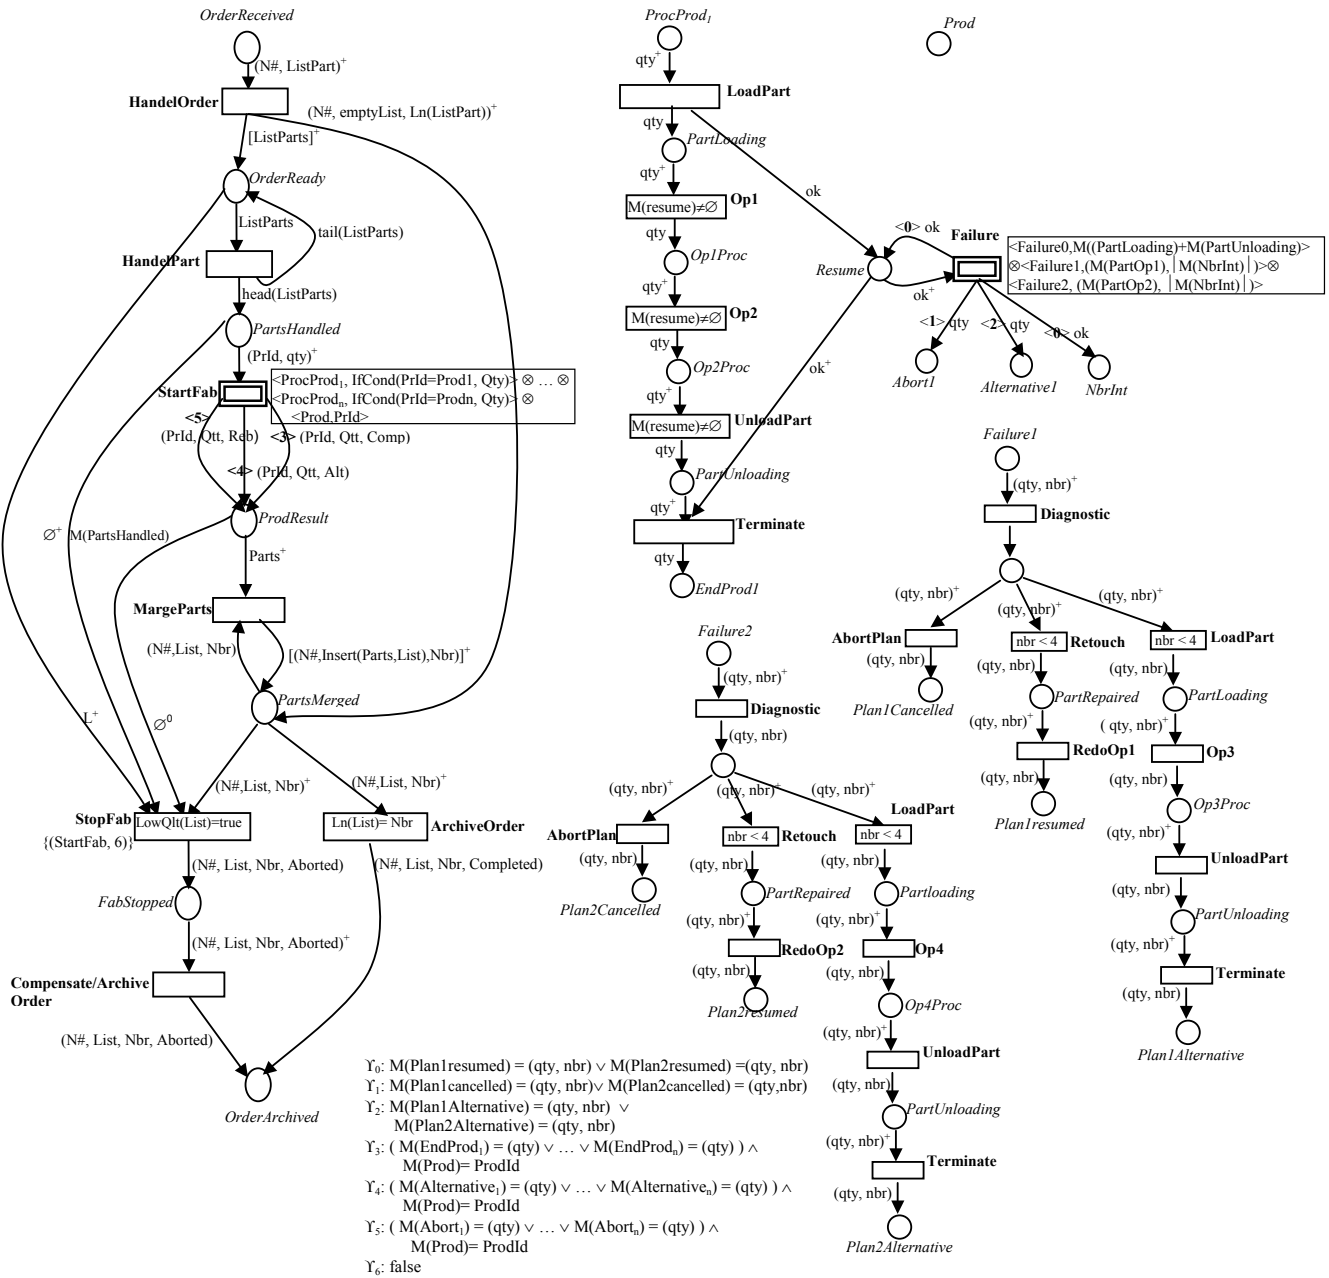 OrderReceived
(N#, ListPart)⁺
HandelOrder
(N#, emptyList, Ln(ListPart))⁺
[ListParts]⁺
OrderReady
ListParts
tail(ListParts)
HandlPart
head(ListParts)
PartsHandled
(PrId, qty)⁺
StartFab
<ProcProd₁, IfCond(PrId=Prod1, Qty)> ⊗ … ⊗
<ProcProdₙ, IfCond(PrId=Prodn, Qty)> ⊗
<Prod,PrId>
<5>
(PrId, Qtt, Reb)
<3> (PrId, Qtt, Comp)
<4> (PrId, Qtt, Alt)
ProdResult
∅⁺
M(PartsHandled)
Parts⁺
MargeParts
(N#,List, Nbr)
[(N#,Insert(Parts,List),Nbr)]⁺
PartsMerged
L⁺
∅⁰
(N#,List, Nbr)⁺
(N#,List, Nbr)⁺
StopFab
LowQlt(List)=true
{(StartFab, 6)}
Ln(List)= Nbr
ArchiveOrder
(N#, List, Nbr, Aborted)
(N#, List, Nbr, Completed)
FabStopped
(N#, List, Nbr, Aborted)⁺
Compensate/Archive
Order
(N#, List, Nbr, Aborted)
OrderArchived
ProcProd₁
qty⁺
LoadPart
qty
PartLoading
qty⁺
M(resume)≠∅
Op1
qty
Op1Proc
qty⁺
M(resume)≠∅
Op2
qty
Op2Proc
qty⁺
M(resume)≠∅
UnloadPart
qty
PartUnloading
qty⁺
Terminate
qty
EndProd1
Prod
ok
<0> ok
Failure
Resume
ok⁺
ok⁺
<Failure0,M((PartLoading)+M(PartUnloading)>
⊗<Failure1,(M(PartOp1),│M(NbrInt)│)>⊗
<Failure2, (M(PartOp2), │M(NbrInt)│)>
<1> qty
<2> qty
<0> ok
Abort1
Alternative1
NbrInt
Failure1
(qty, nbr)⁺
Diagnostic
(qty, nbr)⁺
(qty, nbr)⁺
(qty, nbr)⁺
AbortPlan
nbr < 4
Retouch
nbr < 4
LoadPart
(qty, nbr)
(qty, nbr)
(qty, nbr)
Plan1Cancelled
PartRepaired
PartLoading
(qty, nbr)⁺
( qty, nbr)⁺
RedoOp1
Op3
(qty, nbr)
(qty, nbr)
Plan1resumed
Op3Proc
(qty, nbr)⁺
UnloadPart
(qty, nbr)
PartUnloading
(qty, nbr)⁺
Terminate
(qty, nbr)
Plan1Alternative
Failure2
(qty, nbr)⁺
Diagnostic
(qty, nbr)
(qty, nbr)⁺
(qty, nbr)⁺
(qty, nbr)⁺
AbortPlan
nbr < 4
Retouch
nbr < 4
LoadPart
(qty, nbr)
(qty, nbr)
(qty, nbr)
Plan2Cancelled
PartRepaired
Partloading
(qty, nbr)⁺
(qty, nbr)⁺
RedoOp2
Op4
(qty, nbr)
(qty, nbr)
Plan2resumed
Op4Proc
(qty, nbr)⁺
UnloadPart
(qty, nbr)
PartUnloading
(qty, nbr)⁺
Terminate
(qty, nbr)
Plan2Alternative
ϒ₀: M(Plan1resumed) = (qty, nbr) ∨ M(Plan2resumed) =(qty, nbr)
ϒ₁: M(Plan1cancelled) = (qty, nbr)∨ M(Plan2cancelled) = (qty,nbr)
ϒ₂: M(Plan1Alternative) = (qty, nbr) ∨
M(Plan2Alternative) = (qty, nbr)
ϒ₃: ( M(EndProd₁) = (qty) ∨ … ∨ M(EndProdₙ) = (qty) ) ∧
M(Prod)= ProdId
ϒ₄: ( M(Alternative₁) = (qty) ∨ … ∨ M(Alternativeₙ) = (qty) ) ∧
M(Prod)= ProdId
ϒ₅: ( M(Abort₁) = (qty) ∨ … ∨ M(Abortₙ) = (qty) ) ∧
M(Prod)= ProdId
ϒ₆: false